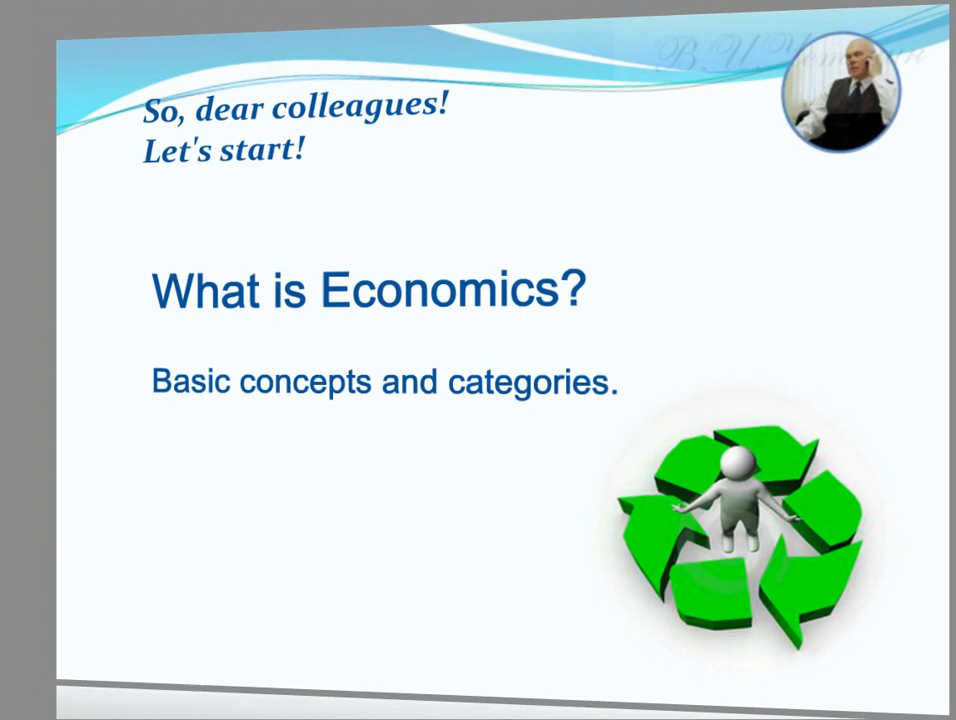 So, dear colleagues!
Let's start!
What is Economics?
Basic concepts and categories.